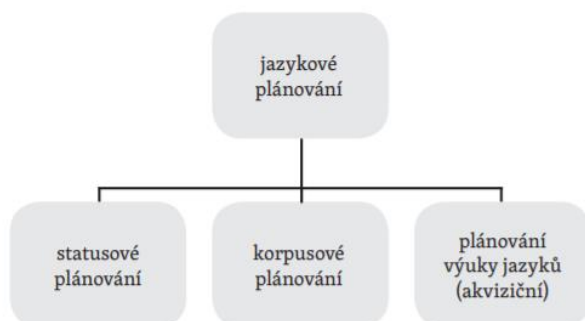 jazykové
plánování
statusové
plánování
korpusové
plánování
plánování
výuky jazyků
(akviziční)